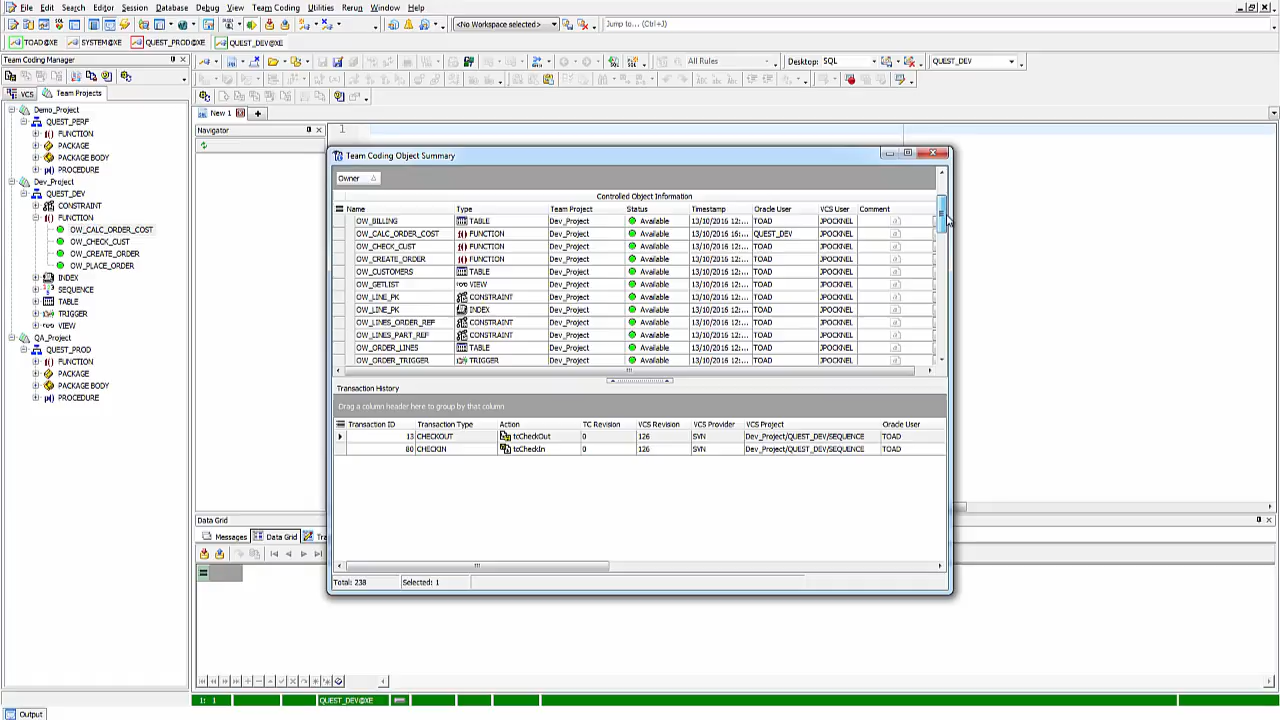 File Edit Search Editor Session Database Debug View Team Coding Utilities Rerun Window Help
<No Workspace selected> Jump to... (Ctrl+J)
TOAD@XE SYSTEM@XE QUEST_PROD@XE QUEST_DEV@XE
Team Coding Manager
All Rules Desktop: SQL QUEST_DEV
VCS Team Projects
New 1
Navigator
1
Demo_Project
QUEST_PERF
FUNCTION
PACKAGE
PACKAGE BODY
PROCEDURE
Dev_Project
QUEST_DEV
CONSTRAINT
FUNCTION
OW_CALC_ORDER_COST
OW_CHECK_CUST
OW_CREATE_ORDER
OW_PLACE_ORDER
INDEX
SEQUENCE
TABLE
TRIGGER
VIEW
QA_Project
QUEST_PROD
FUNCTION
PACKAGE
PACKAGE BODY
PROCEDURE
Team Coding Object Summary
Owner
Controlled Object Information
Name Type Team Project Status Timestamp Oracle User VCS User Comment
OW_BILLING TABLE Dev_Project Available 13/10/2016 12:... TOAD JPOCKNEL
OW_CALC_ORDER_COST FUNCTION Dev_Project Available 13/10/2016 16:... QUEST_DEV JPOCKNEL
OW_CHECK_CUST FUNCTION Dev_Project Available 13/10/2016 12:... TOAD JPOCKNEL
OW_CREATE_ORDER FUNCTION Dev_Project Available 13/10/2016 12:... TOAD JPOCKNEL
OW_CUSTOMERS TABLE Dev_Project Available 13/10/2016 12:... TOAD JPOCKNEL
OW_GETLIST VIEW Dev_Project Available 13/10/2016 12:... TOAD JPOCKNEL
OW_LINE_PK CONSTRAINT Dev_Project Available 13/10/2016 12:... TOAD JPOCKNEL
OW_LINE_PK INDEX Dev_Project Available 13/10/2016 12:... TOAD JPOCKNEL
OW_LINES_ORDER_REF CONSTRAINT Dev_Project Available 13/10/2016 12:... TOAD JPOCKNEL
OW_LINES_PART_REF CONSTRAINT Dev_Project Available 13/10/2016 12:... TOAD JPOCKNEL
OW_ORDER_LINES TABLE Dev_Project Available 13/10/2016 12:... TOAD JPOCKNEL
OW_ORDER_TRIGGER TRIGGER Dev_Project Available 13/10/2016 12:... TOAD JPOCKNEL
Transaction History
Drag a column header here to group by that column
Transaction ID Transaction Type Action TC Revision VCS Revision VCS Provider VCS Project Oracle User
13 CHECKOUT tcCheckOut 0 126 SVN Dev_Project/QUEST_DEV/SEQUENCE TOAD
80 CHECKIN tcCheckIn 0 126 SVN Dev_Project/QUEST_DEV/SEQUENCE TOAD
Total: 238 Selected: 1
Data Grid
Messages Data Grid Tra
1: 1 QUEST_DEV@XE
Output